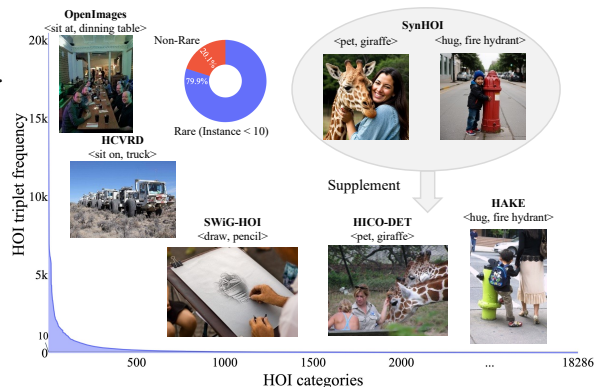 OpenImages
<sit at, dinning table>
20k
Non-Rare
20.1%
79.9%
Rare (Instance < 10)
SynHOI
<pet, giraffe>
<hug, fire hydrant>
15k
HCVRD
<sit on, truck>
HOI triplet frequency
10k
Supplement
SWiG-HOI
<draw, pencil>
HICO-DET
<pet, giraffe>
HAKE
<hug, fire hydrant>
5k
10
0
500
1000
1500
2000
...
18286
HOI categories